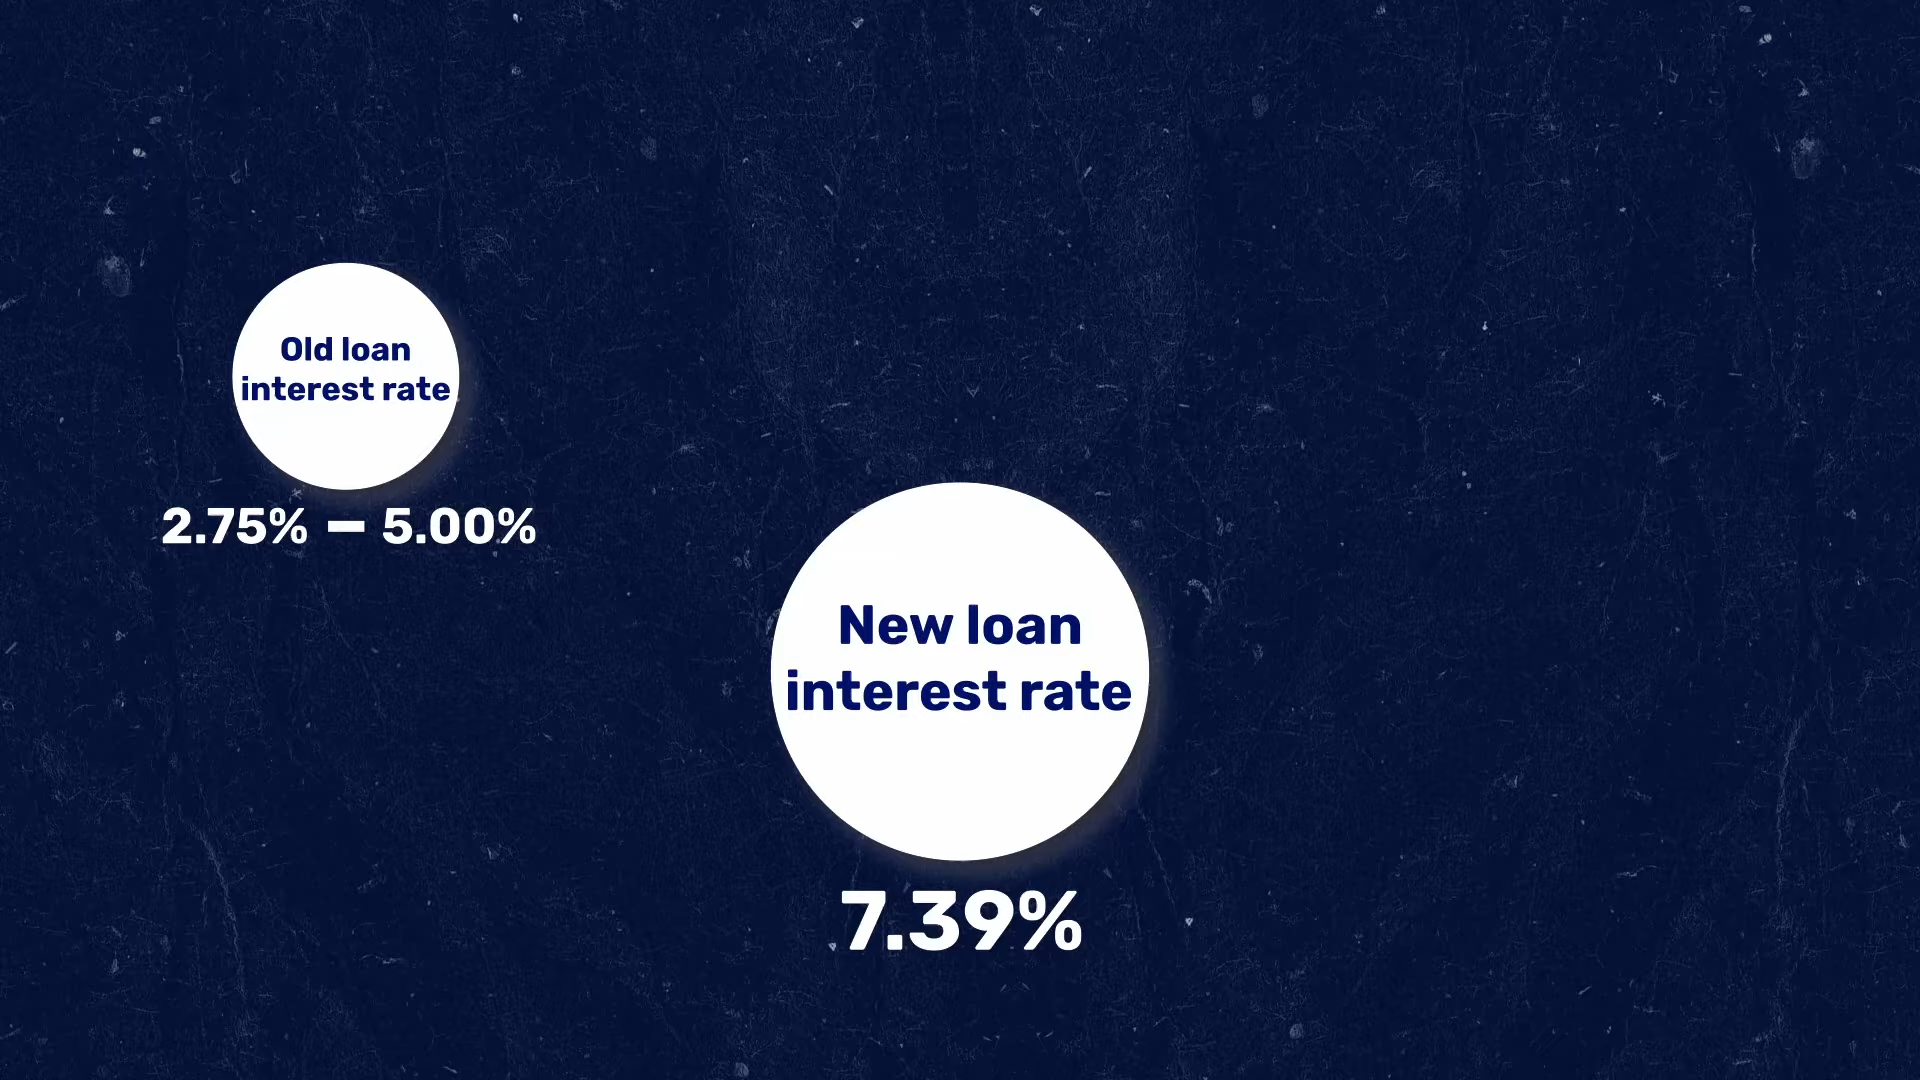 Old loan
interest rate
2.75% – 5.00%
New loan
interest rate
7.39%